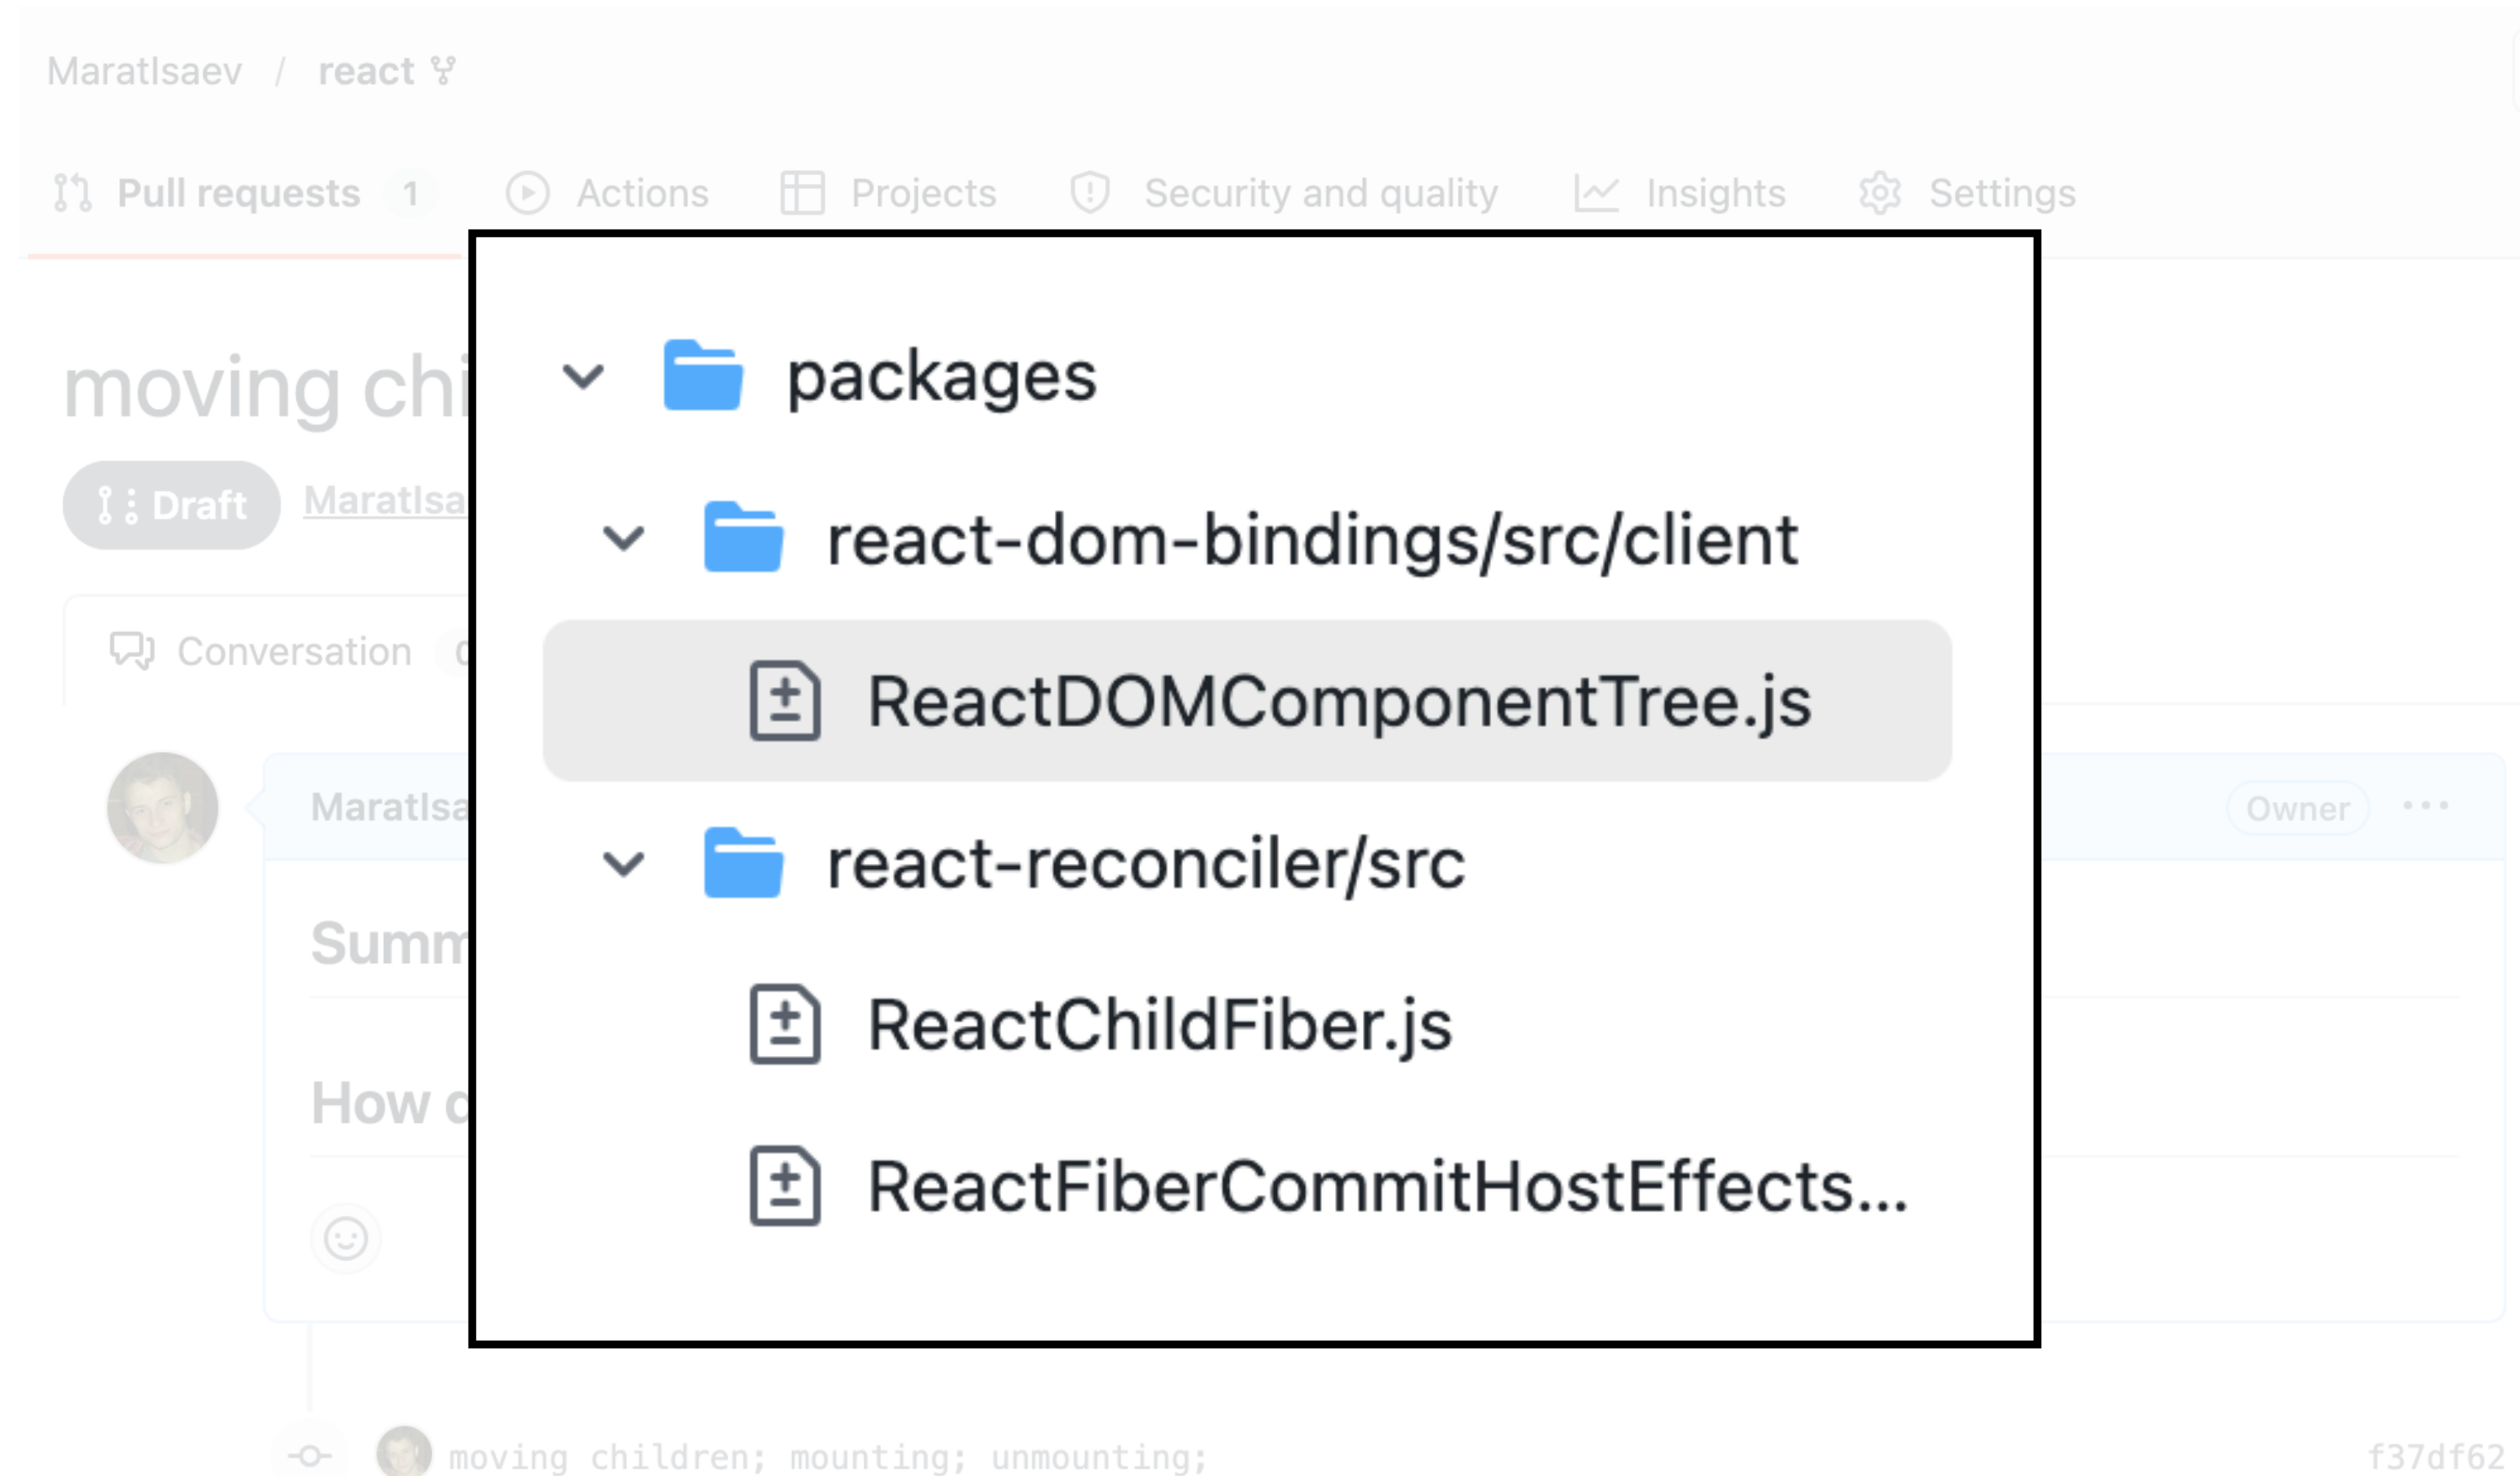 MaratIsaev / react
Pull requests 1 Actions Projects Security and quality Insights Settings
moving chi
Draft MaratIsa
Conversation 0
MaratIsa Owner ...
Summ
How d
packages
react-dom-bindings/src/client
ReactDOMComponentTree.js
react-reconciler/src
ReactChildFiber.js
ReactFiberCommitHostEffects...
moving children; mounting; unmounting; f37df62